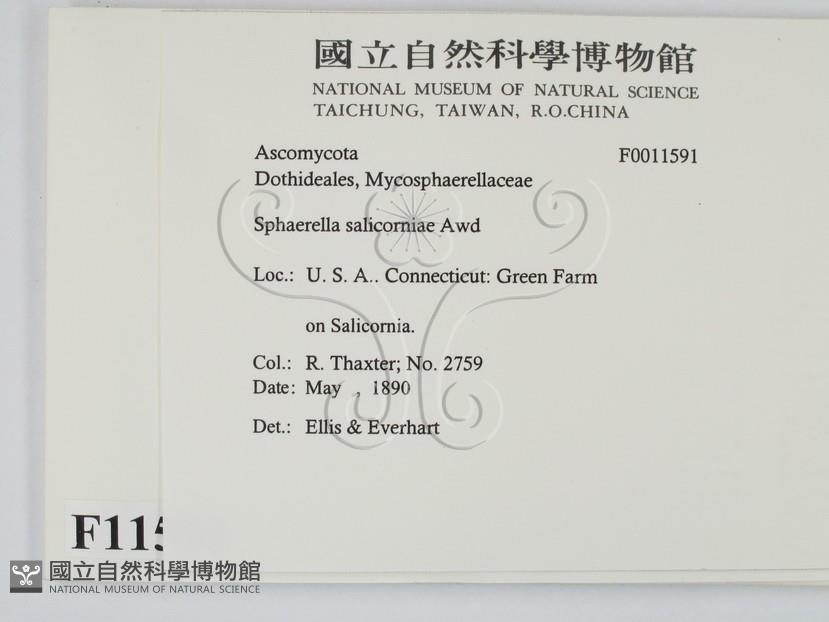 國立自然科學博物館
NATIONAL MUSEUM OF NATURAL SCIENCE
TAICHUNG, TAIWAN, R.O.CHINA
Ascomycota F0011591
Dothideales, Mycosphaerellaceae
Sphaerella salicorniae Awd
Loc.: U. S. A.. Connecticut: Green Farm
on Salicornia.
Col.: R. Thaxter; No. 2759
Date: May , 1890
Det.: Ellis & Everhart
F115
國立自然科學博物館
NATIONAL MUSEUM OF NATURAL SCIENCE